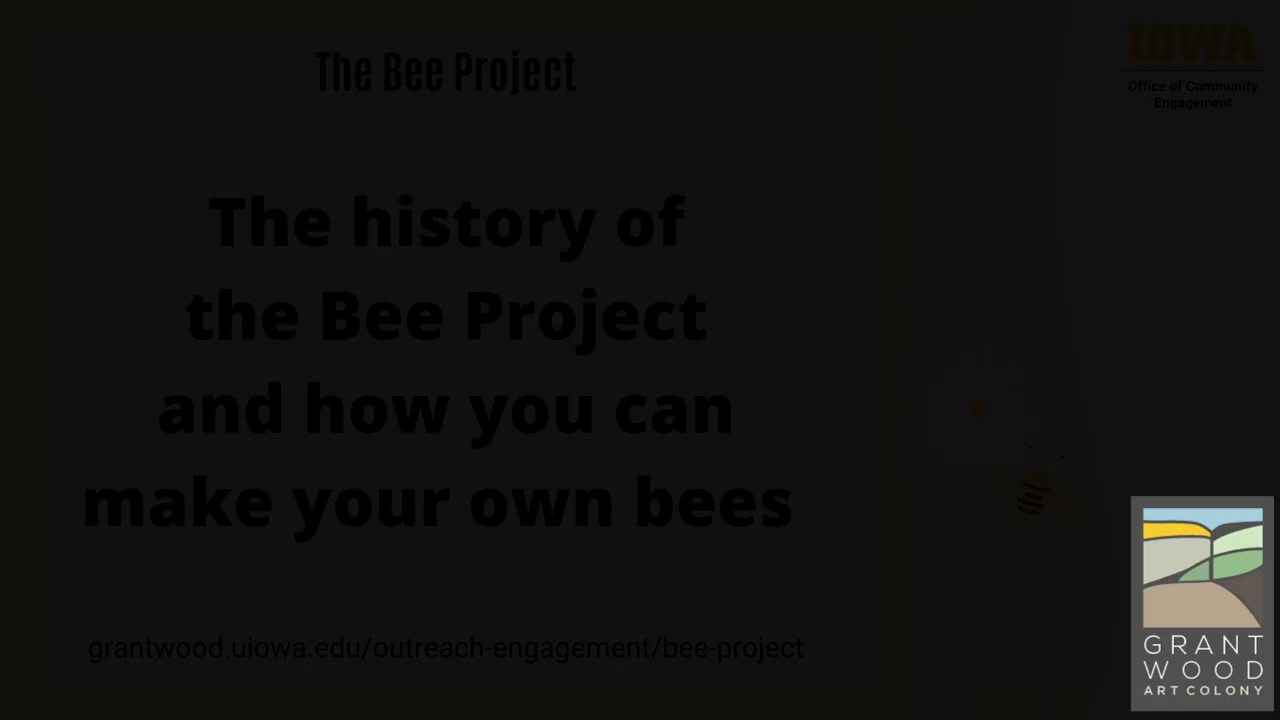 The Bee Project
IOWA
Office of Community
Engagement
The history of
the Bee Project
and how you can
make your own bees
grantwood.uiowa.edu/outreach-engagement/bee-project
GRANT
WOOD
ART COLONY